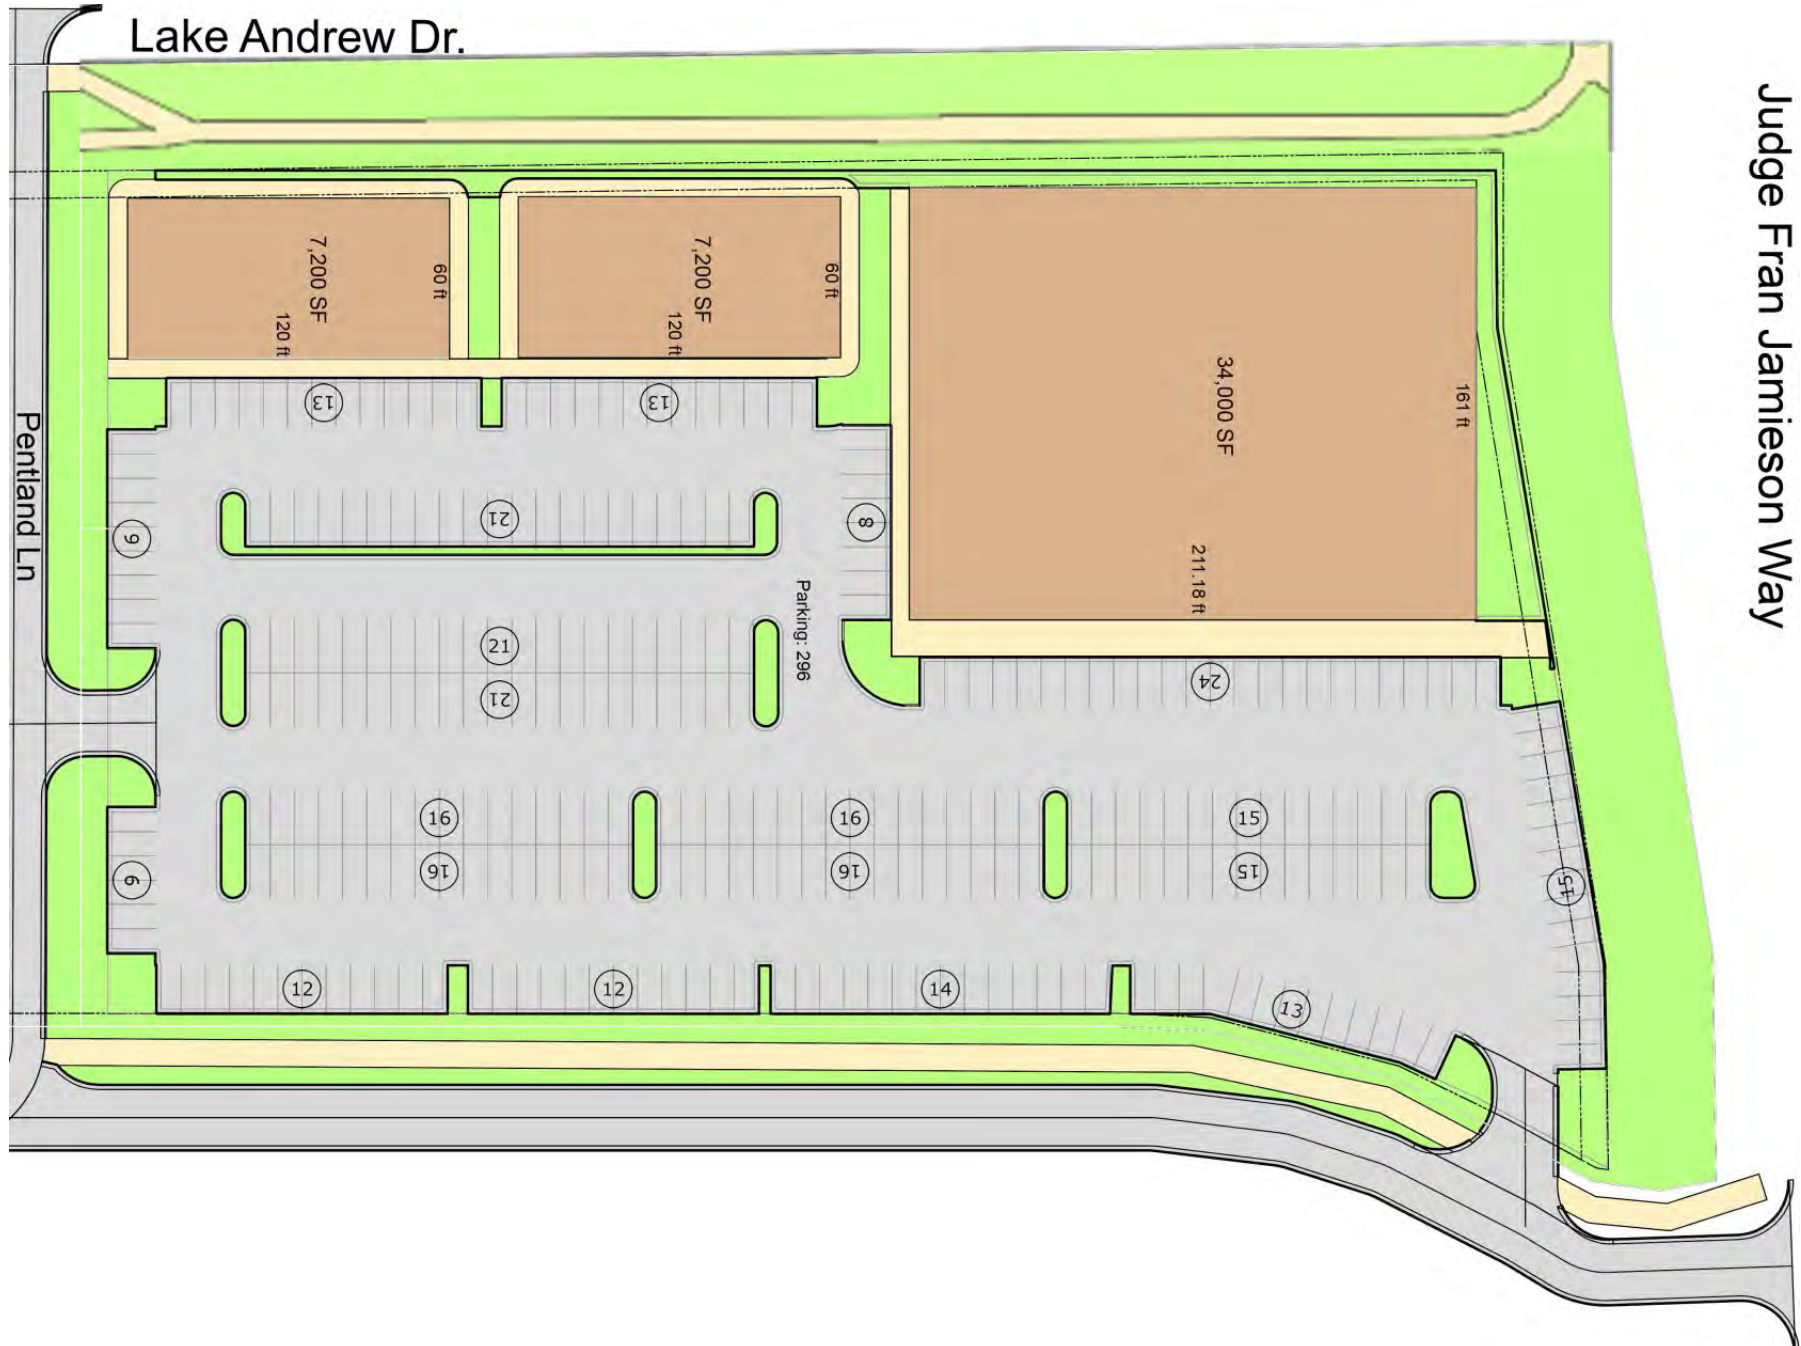 Lake Andrew Dr.
Judge Fran Jamieson Way
Pentland Ln
7,200 SF
60 ft
120 ft
7,200 SF
60 ft
120 ft
34,000 SF
161 ft
211.18 ft
13
13
21
8
9
Parking: 296
21
21
24
16
16
15
16
16
15
15
6
12
12
14
13